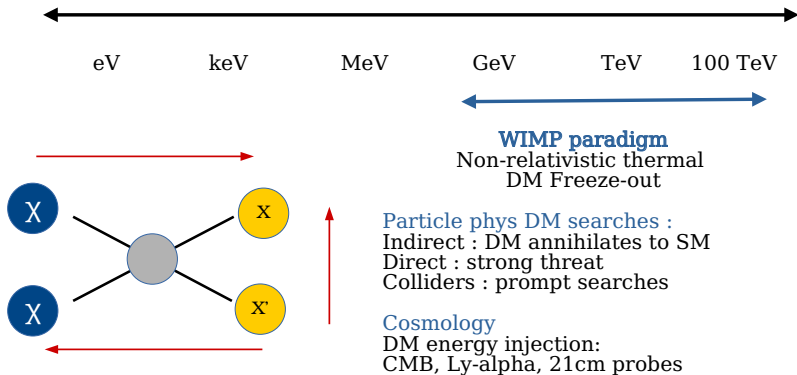 eV keV MeV GeV TeV 100 TeV
WIMP paradigm
Non-relativistic thermal
DM Freeze-out
χ x
χ x'
Particle phys DM searches :
Indirect : DM annihilates to SM
Direct : strong threat
Colliders : prompt searches
Cosmology
DM energy injection:
CMB, Ly-alpha, 21cm probes